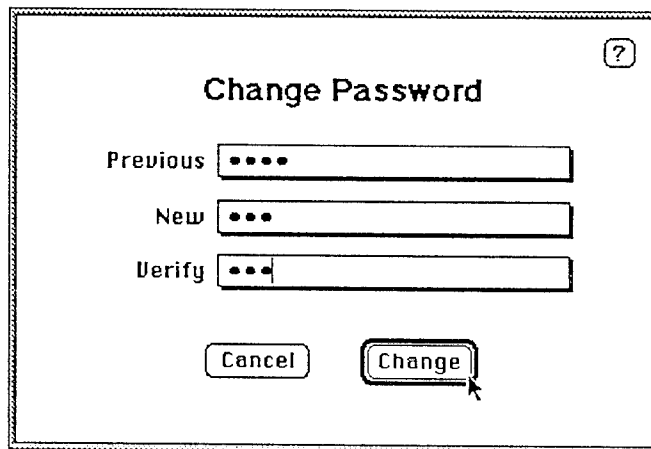 ?
Change Password
Previous ••••
New •••
Verify •••
Cancel Change